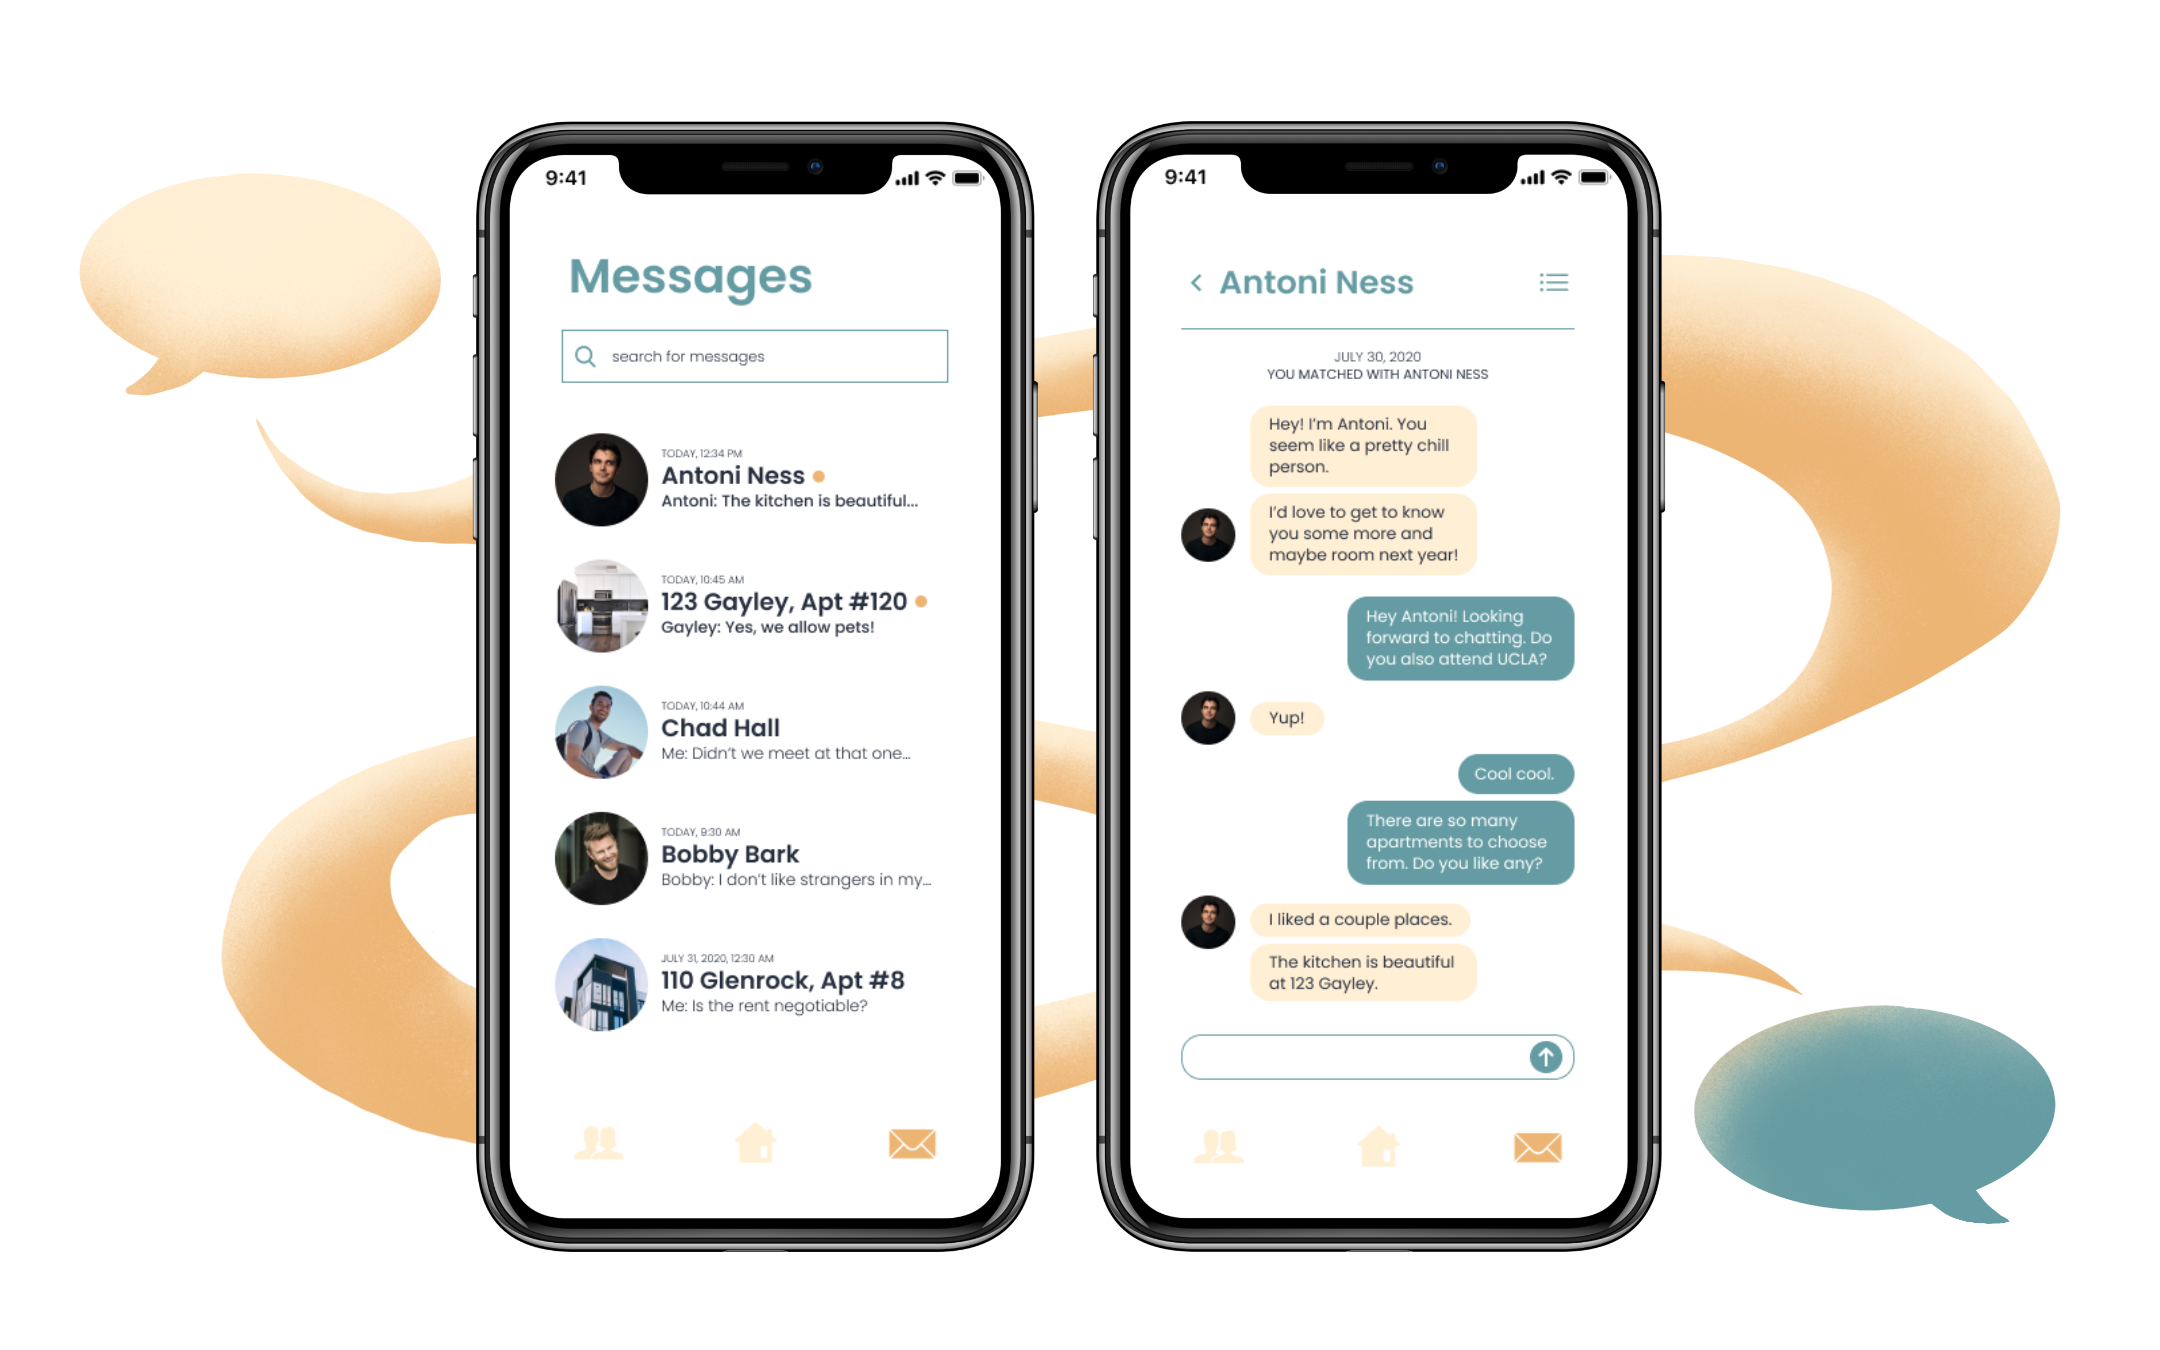 9:41
Messages
search for messages
TODAY, 12:34 PM
Antoni Ness
Antoni: The kitchen is beautiful...
TODAY, 10:45 AM
123 Gayley, Apt #120
Gayley: Yes, we allow pets!
TODAY, 10:44 AM
Chad Hall
Me: Didn't we meet at that one...
TODAY, 9:30 AM
Bobby Bark
Bobby: I don't like strangers in my...
JULY 31, 2020, 12:30 AM
110 Glenrock, Apt #8
Me: Is the rent negotiable?
9:41
Antoni Ness
JULY 30, 2020
YOU MATCHED WITH ANTONI NESS
Hey! I'm Antoni. You
seem like a pretty chill
person.
I'd love to get to know
you some more and
maybe room next year!
Hey Antoni! Looking
forward to chatting. Do
you also attend UCLA?
Yup!
Cool cool.
There are so many
apartments to choose
from. Do you like any?
I liked a couple places.
The kitchen is beautiful
at 123 Gayley.